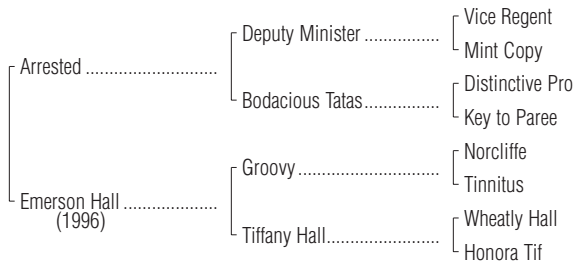 Vice Regent
Deputy Minister ................
Mint Copy
Arrested ............................
Distinctive Pro
Bodacious Tatas................
Key to Paree
Norcliffe
Groovy ..............................
Tinnitus
Emerson Hall ....................
(1996)
Wheatly Hall
Tiffany Hall........................
Honora Tif